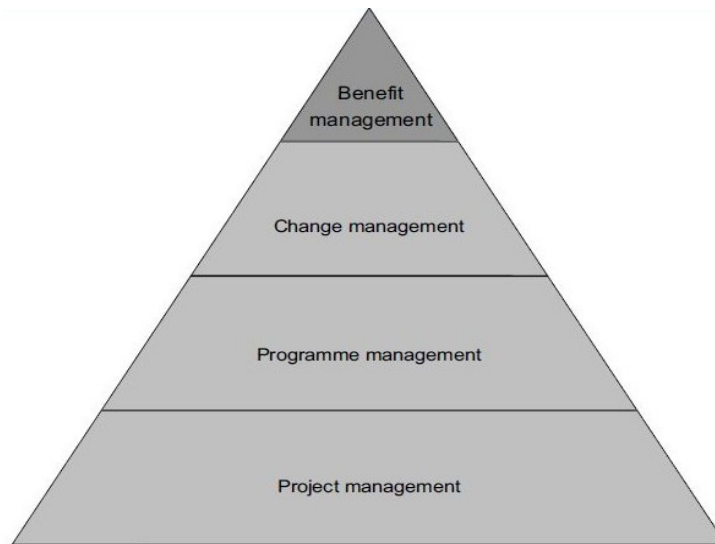 Benefit
management
Change management
Programme management
Project management